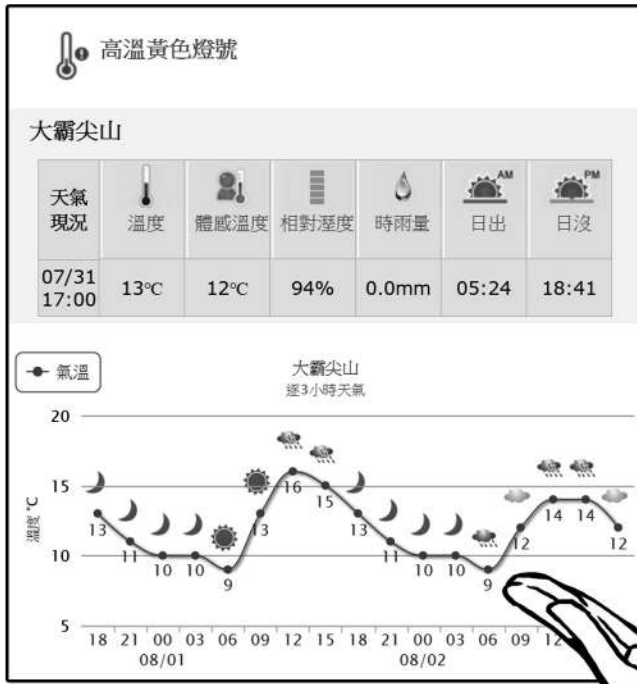 高溫黃色燈號
大霸尖山
天氣現況 溫度 體感溫度 相對溼度 時雨量 AM 日出 PM 日沒
07/31 17:00 13℃ 12℃ 94% 0.0mm 05:24 18:41
氣溫
大霸尖山
逐3小時天氣
溫度 ℃
20
15
10
5
13 11 10 10 9 13 16 15 13 11 10 10 9 12 14 14 12
18 21 00 03 06 09 12 15 18 21 00 03 06 09 12
08/01 08/02